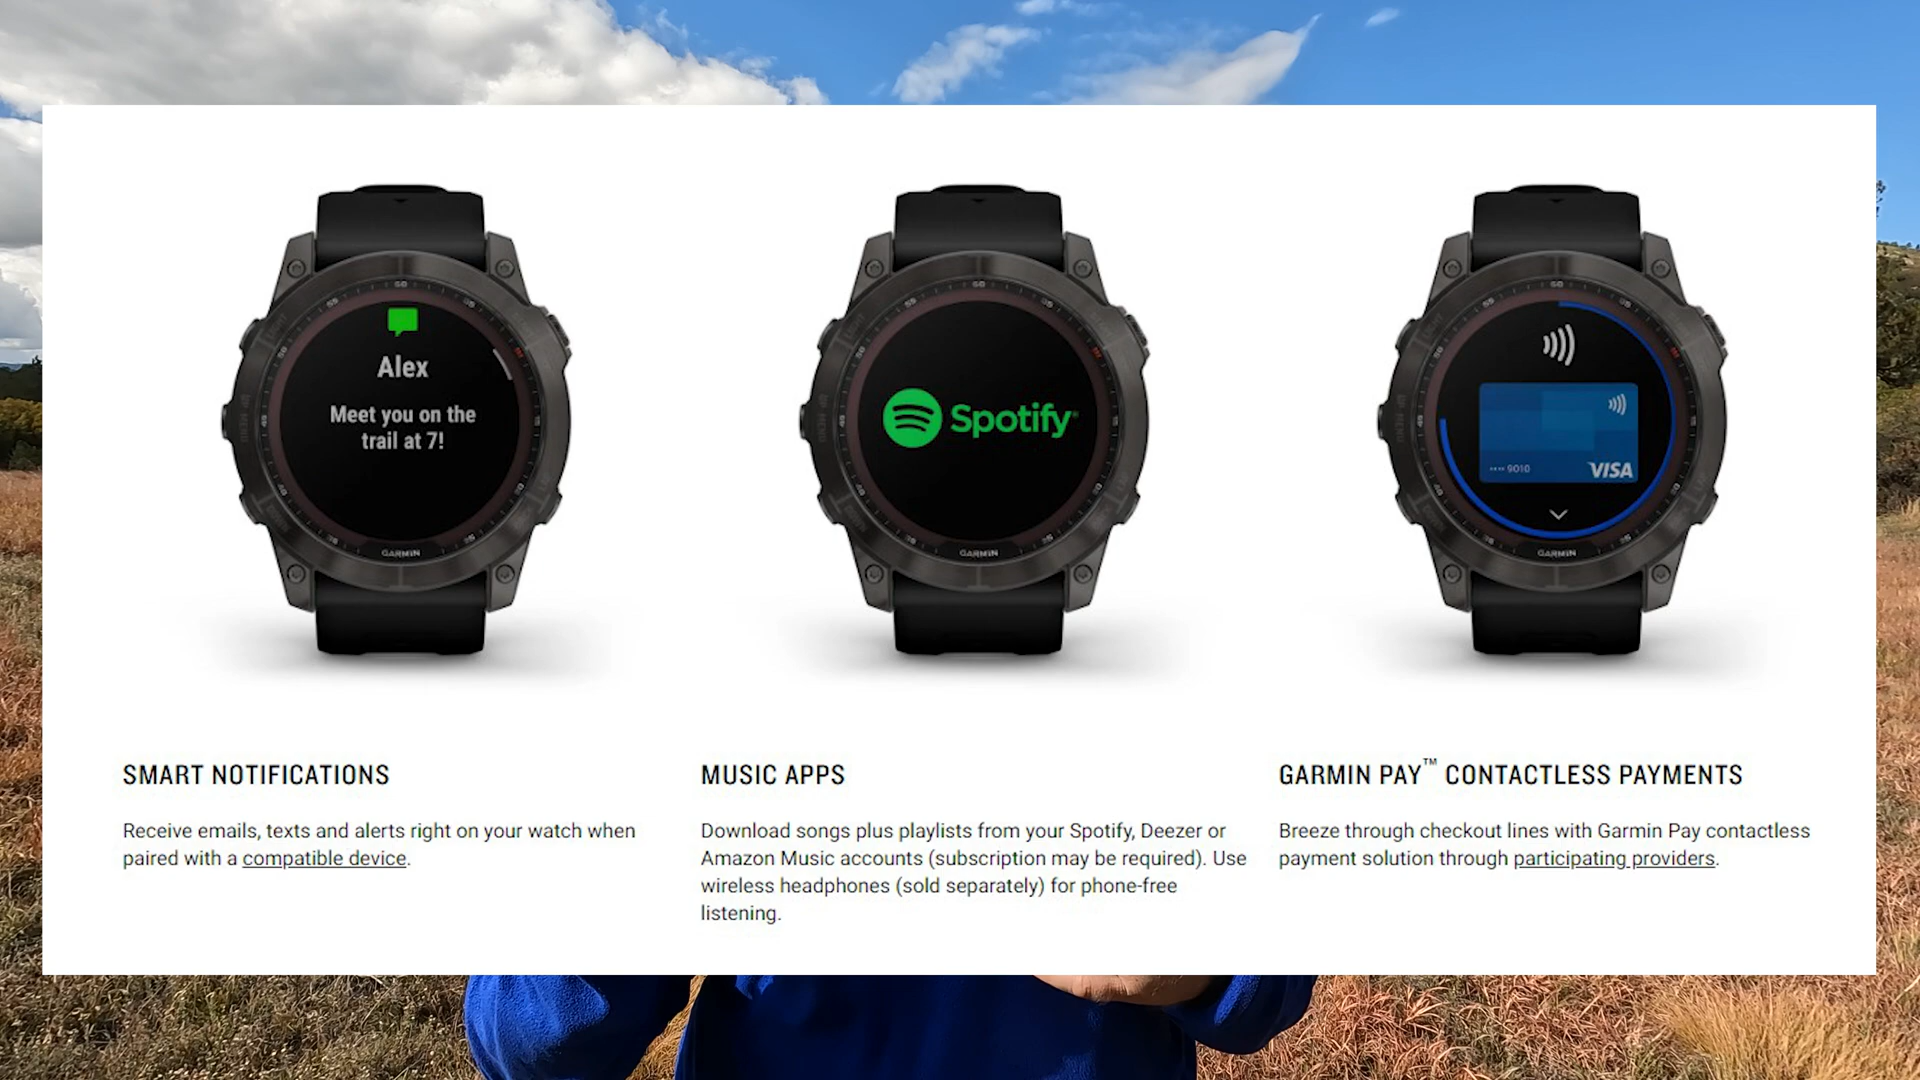 Alex
Meet you on the
trail at 7!
GARMIN
Spotify
GARMIN
9010
VISA
GARMIN
SMART NOTIFICATIONS
Receive emails, texts and alerts right on your watch when
paired with a compatible device.
MUSIC APPS
Download songs plus playlists from your Spotify, Deezer or
Amazon Music accounts (subscription may be required). Use
wireless headphones (sold separately) for phone-free
listening.
GARMIN PAY™ CONTACTLESS PAYMENTS
Breeze through checkout lines with Garmin Pay contactless
payment solution through participating providers.